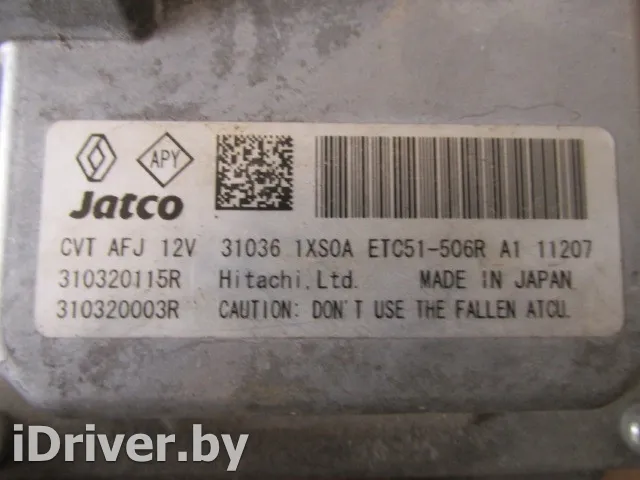 APY
Jatco
CVT AFJ 12V 31036 1XS0A ETC51-506R A1 11207
310320115R Hitachi,Ltd. MADE IN JAPAN
310320003R CAUTION: DON'T USE THE FALLEN ATCU.
iDriver.by